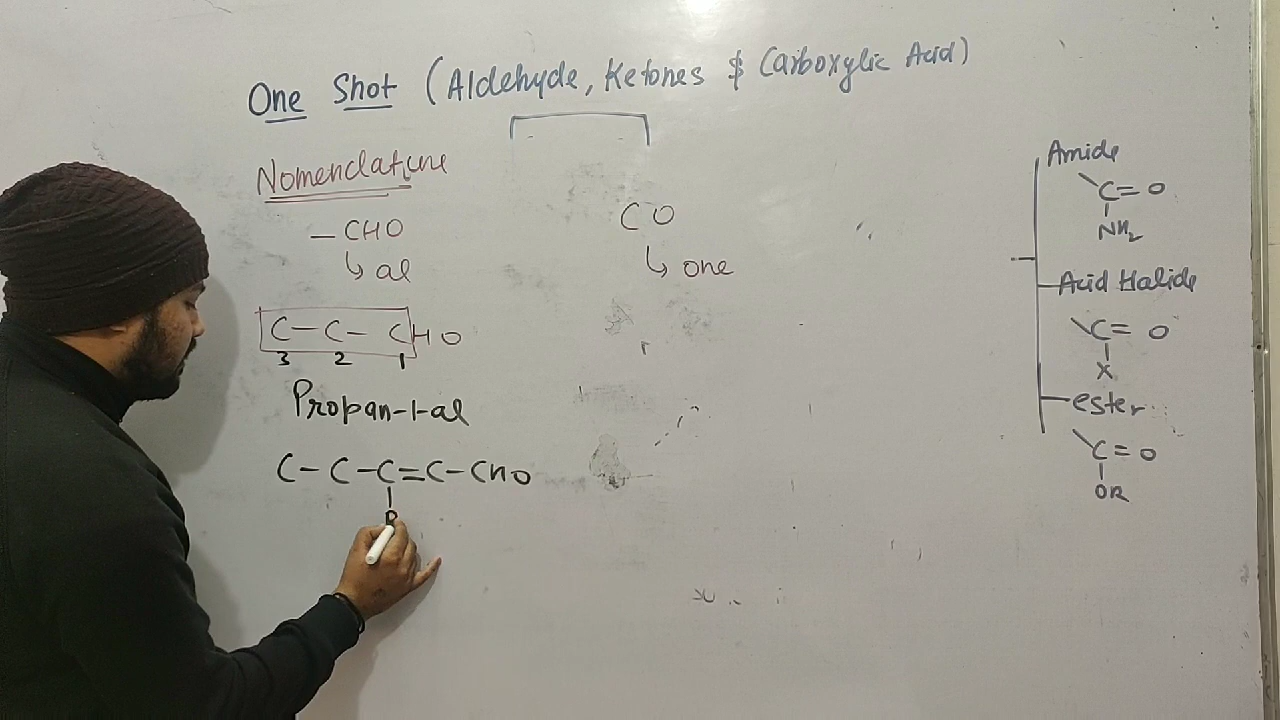 One Shot (Aldehyde, Ketones & Carboxylic Acid)
Nomenclature
– CHO
↳ al
C – C – CHO
3 2 1
Propan-1-al
C – C – C = C – CHO
CO
↳ one
Amide
C = O
NH₂
Acid Halide
C = O
X
ester
C = O
OR